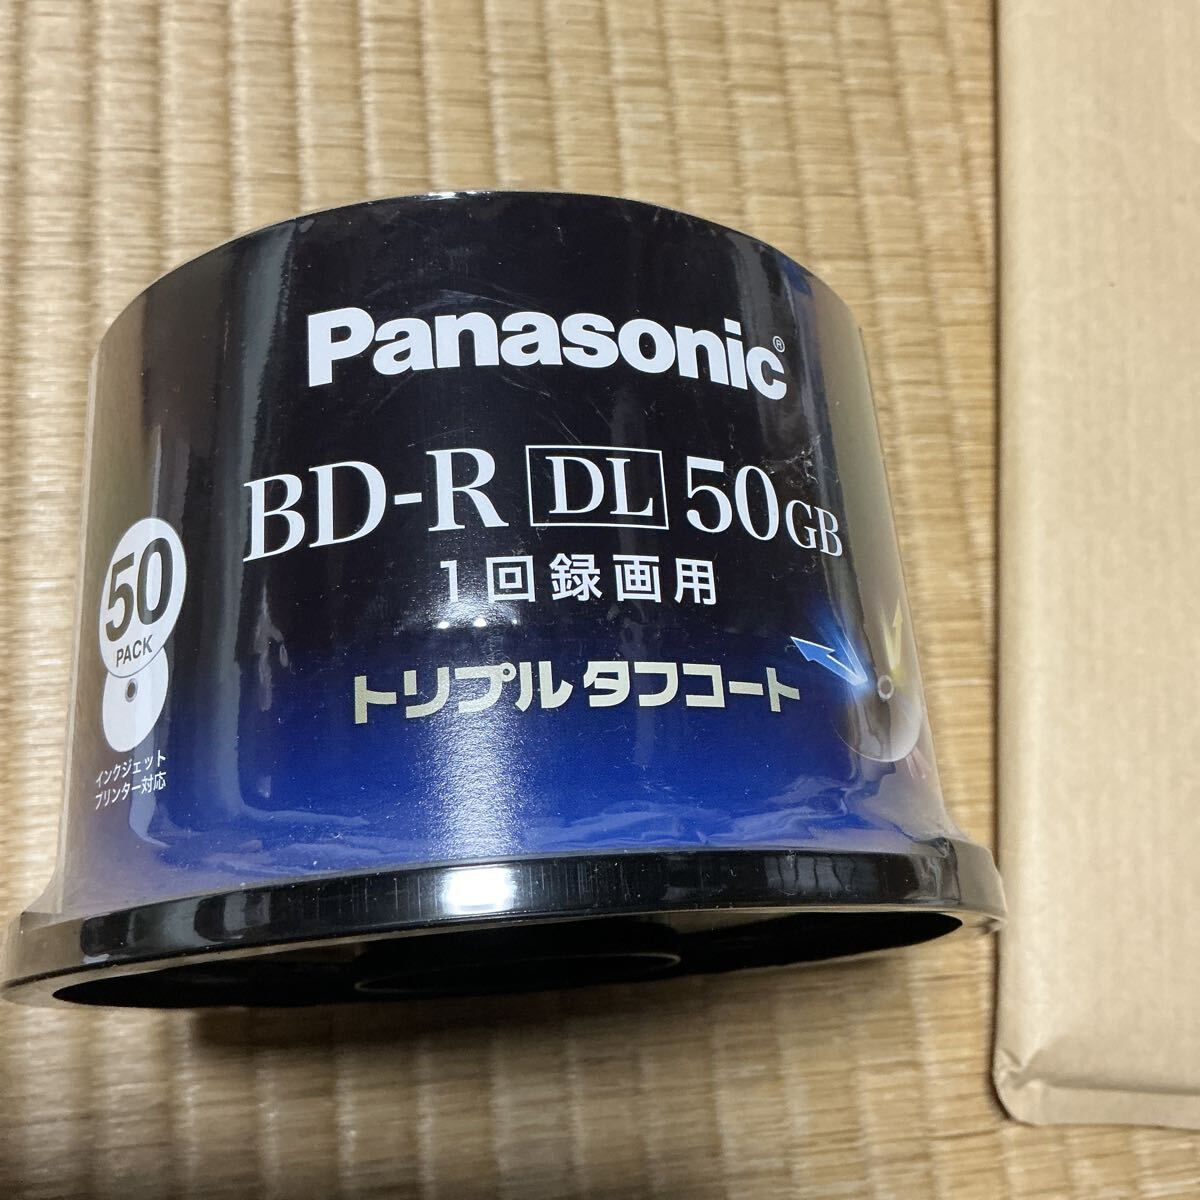 Panasonic®
BD-R DL 50GB
1回録画用
トリプルタフコート
50
PACK
インクジェット
プリンター対応